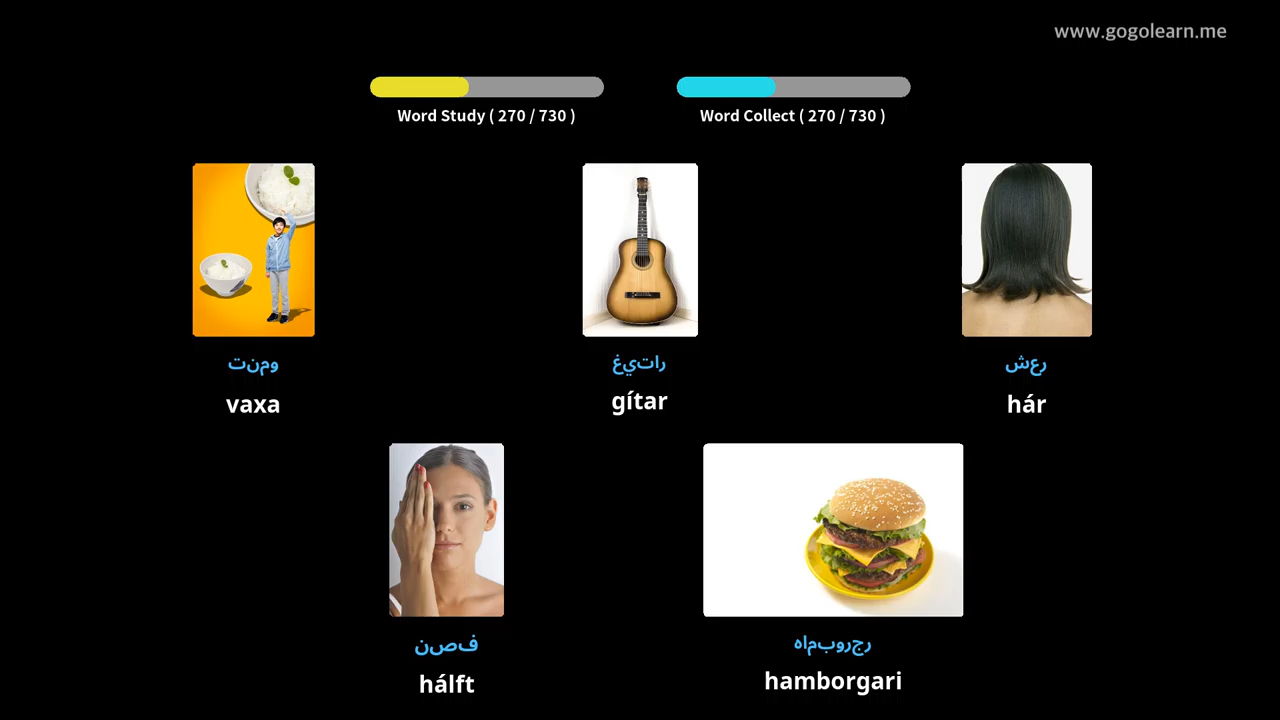 www.gogolearn.me
Word Study ( 270 / 730 )
Word Collect ( 270 / 730 )
ومنت
vaxa
راتيغ
gítar
رعش
hár
فصن
hálft
رجروبماه
hamborgari